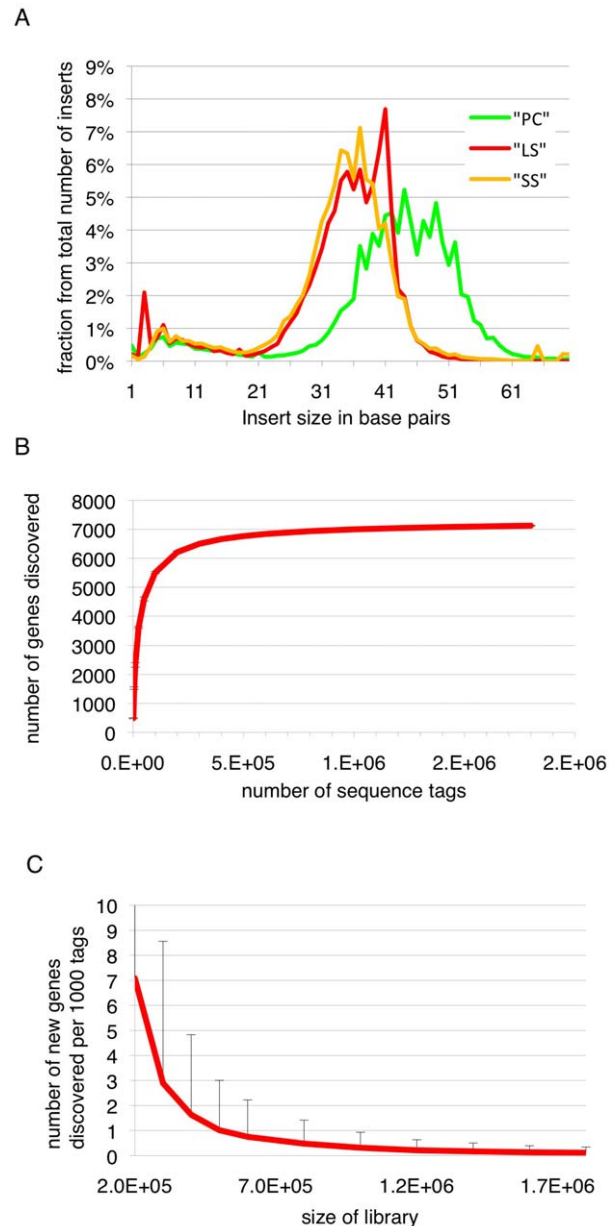 A
fraction from total number of inserts
9%
8%
7%
6%
5%
4%
3%
2%
1%
0%
"PC"
"LS"
"SS"
1 11 21 31 41 51 61
Insert size in base pairs
B
number of genes discovered
8000
7000
6000
5000
4000
3000
2000
1000
0
0.E+00 5.E+05 1.E+06 2.E+06 2.E+06
number of sequence tags
C
number of new genes
discovered per 1000 tags
10
9
8
7
6
5
4
3
2
1
0
2.0E+05 7.0E+05 1.2E+06 1.7E+06
size of library